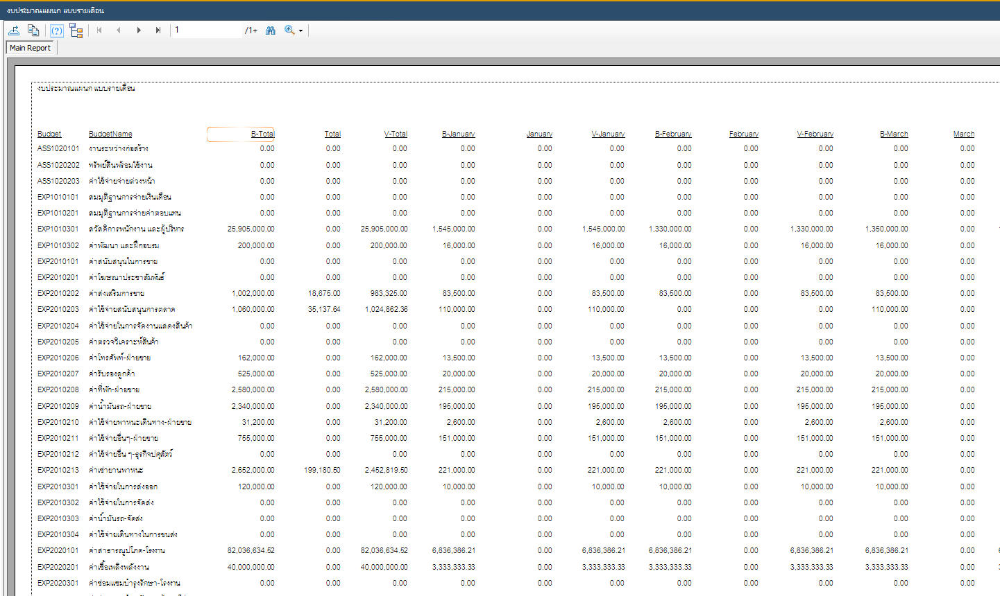 งบประมาณแผนก แบบรายเดือน
1 /1+
Main Report
งบประมาณแผนก แบบรายเดือน
Budget BudgetName B-Total Total V-Total B-January January V-January B-February February V-February B-March March
ASS1020101 งานระหว่างก่อสร้าง 0.00 0.00 0.00 0.00 0.00 0.00 0.00 0.00 0.00 0.00 0.00
ASS1020202 ทรัพย์สินพร้อมใช้งาน 0.00 0.00 0.00 0.00 0.00 0.00 0.00 0.00 0.00 0.00 0.00
ASS1020203 ค่าใช้จ่ายจ่ายล่วงหน้า 0.00 0.00 0.00 0.00 0.00 0.00 0.00 0.00 0.00 0.00 0.00
EXP1010101 สมมุติฐานการจ่ายเงินเดือน 0.00 0.00 0.00 0.00 0.00 0.00 0.00 0.00 0.00 0.00 0.00
EXP1010201 สมมุติฐานการจ่ายค่าตอบแทน 0.00 0.00 0.00 0.00 0.00 0.00 0.00 0.00 0.00 0.00 0.00
EXP1010301 สวัสดิการพนักงาน และผู้บริหาร 25,905,000.00 0.00 25,905,000.00 1,545,000.00 0.00 1,545,000.00 1,330,000.00 0.00 1,330,000.00 1,350,000.00 0.00
EXP1010302 ค่าพัฒนา และฝึกอบรม 200,000.00 0.00 200,000.00 16,000.00 0.00 16,000.00 16,000.00 0.00 16,000.00 16,000.00 0.00
EXP2010101 ค่าสนับสนุนในการขาย 0.00 0.00 0.00 0.00 0.00 0.00 0.00 0.00 0.00 0.00 0.00
EXP2010201 ค่าโฆษณาประชาสัมพันธ์ 0.00 0.00 0.00 0.00 0.00 0.00 0.00 0.00 0.00 0.00 0.00
EXP2010202 ค่าส่งเสริมการขาย 1,002,000.00 18,675.00 983,325.00 83,500.00 0.00 83,500.00 83,500.00 0.00 83,500.00 83,500.00 0.00
EXP2010203 ค่าใช้จ่ายสนับสนุนการตลาด 1,060,000.00 35,137.64 1,024,862.36 110,000.00 0.00 110,000.00 0.00 0.00 0.00 110,000.00 0.00
EXP2010204 ค่าใช้จ่ายในการจัดงานแสดงสินค้า 0.00 0.00 0.00 0.00 0.00 0.00 0.00 0.00 0.00 0.00 0.00
EXP2010205 ค่าตรวจวิเคราะห์สินค้า 0.00 0.00 0.00 0.00 0.00 0.00 0.00 0.00 0.00 0.00 0.00
EXP2010206 ค่าโทรศัพท์-ฝ่ายขาย 162,000.00 0.00 162,000.00 13,500.00 0.00 13,500.00 13,500.00 0.00 13,500.00 13,500.00 0.00
EXP2010207 ค่ารับรองลูกค้า 525,000.00 0.00 525,000.00 20,000.00 0.00 20,000.00 20,000.00 0.00 20,000.00 20,000.00 0.00
EXP2010208 ค่าที่พัก-ฝ่ายขาย 2,580,000.00 0.00 2,580,000.00 215,000.00 0.00 215,000.00 215,000.00 0.00 215,000.00 215,000.00 0.00
EXP2010209 ค่าน้ำมันรถ-ฝ่ายขาย 2,340,000.00 0.00 2,340,000.00 195,000.00 0.00 195,000.00 195,000.00 0.00 195,000.00 195,000.00 0.00
EXP2010210 ค่าใช้จ่ายพาหนะเดินทาง-ฝ่ายขาย 31,200.00 0.00 31,200.00 2,600.00 0.00 2,600.00 2,600.00 0.00 2,600.00 2,600.00 0.00
EXP2010211 ค่าใช้จ่ายอื่นๆ-ฝ่ายขาย 755,000.00 0.00 755,000.00 151,000.00 0.00 151,000.00 151,000.00 0.00 151,000.00 151,000.00 0.00
EXP2010212 ค่าใช้จ่ายอื่น ๆ-ธุรกิจปศุสัตว์ 0.00 0.00 0.00 0.00 0.00 0.00 0.00 0.00 0.00 0.00 0.00
EXP2010213 ค่าเช่ายานพาหนะ 2,652,000.00 199,180.50 2,452,819.50 221,000.00 0.00 221,000.00 221,000.00 0.00 221,000.00 221,000.00 0.00
EXP2010301 ค่าใช้จ่ายในการส่งออก 120,000.00 0.00 120,000.00 10,000.00 0.00 10,000.00 10,000.00 0.00 10,000.00 10,000.00 0.00
EXP2010302 ค่าใช้จ่ายในการจัดส่ง 0.00 0.00 0.00 0.00 0.00 0.00 0.00 0.00 0.00 0.00 0.00
EXP2010303 ค่าน้ำมันรถ-จัดส่ง 0.00 0.00 0.00 0.00 0.00 0.00 0.00 0.00 0.00 0.00 0.00
EXP2010304 ค่าใช้จ่ายเดินทางในการขนส่ง 0.00 0.00 0.00 0.00 0.00 0.00 0.00 0.00 0.00 0.00 0.00
EXP2020101 ค่าสาธารณูปโภค-โรงงาน 82,036,634.52 0.00 82,036,634.52 6,836,386.21 0.00 6,836,386.21 6,836,386.21 0.00 6,836,386.21 6,836,386.21 0.00
EXP2020201 ค่าเชื้อเพลิงพลังงาน 40,000,000.00 0.00 40,000,000.00 3,333,333.33 0.00 3,333,333.33 3,333,333.33 0.00 3,333,333.33 3,333,333.33 0.00
EXP2020301 ค่าซ่อมแซมบำรุงรักษา-โรงงาน 0.00 0.00 0.00 0.00 0.00 0.00 0.00 0.00 0.00 0.00 0.00